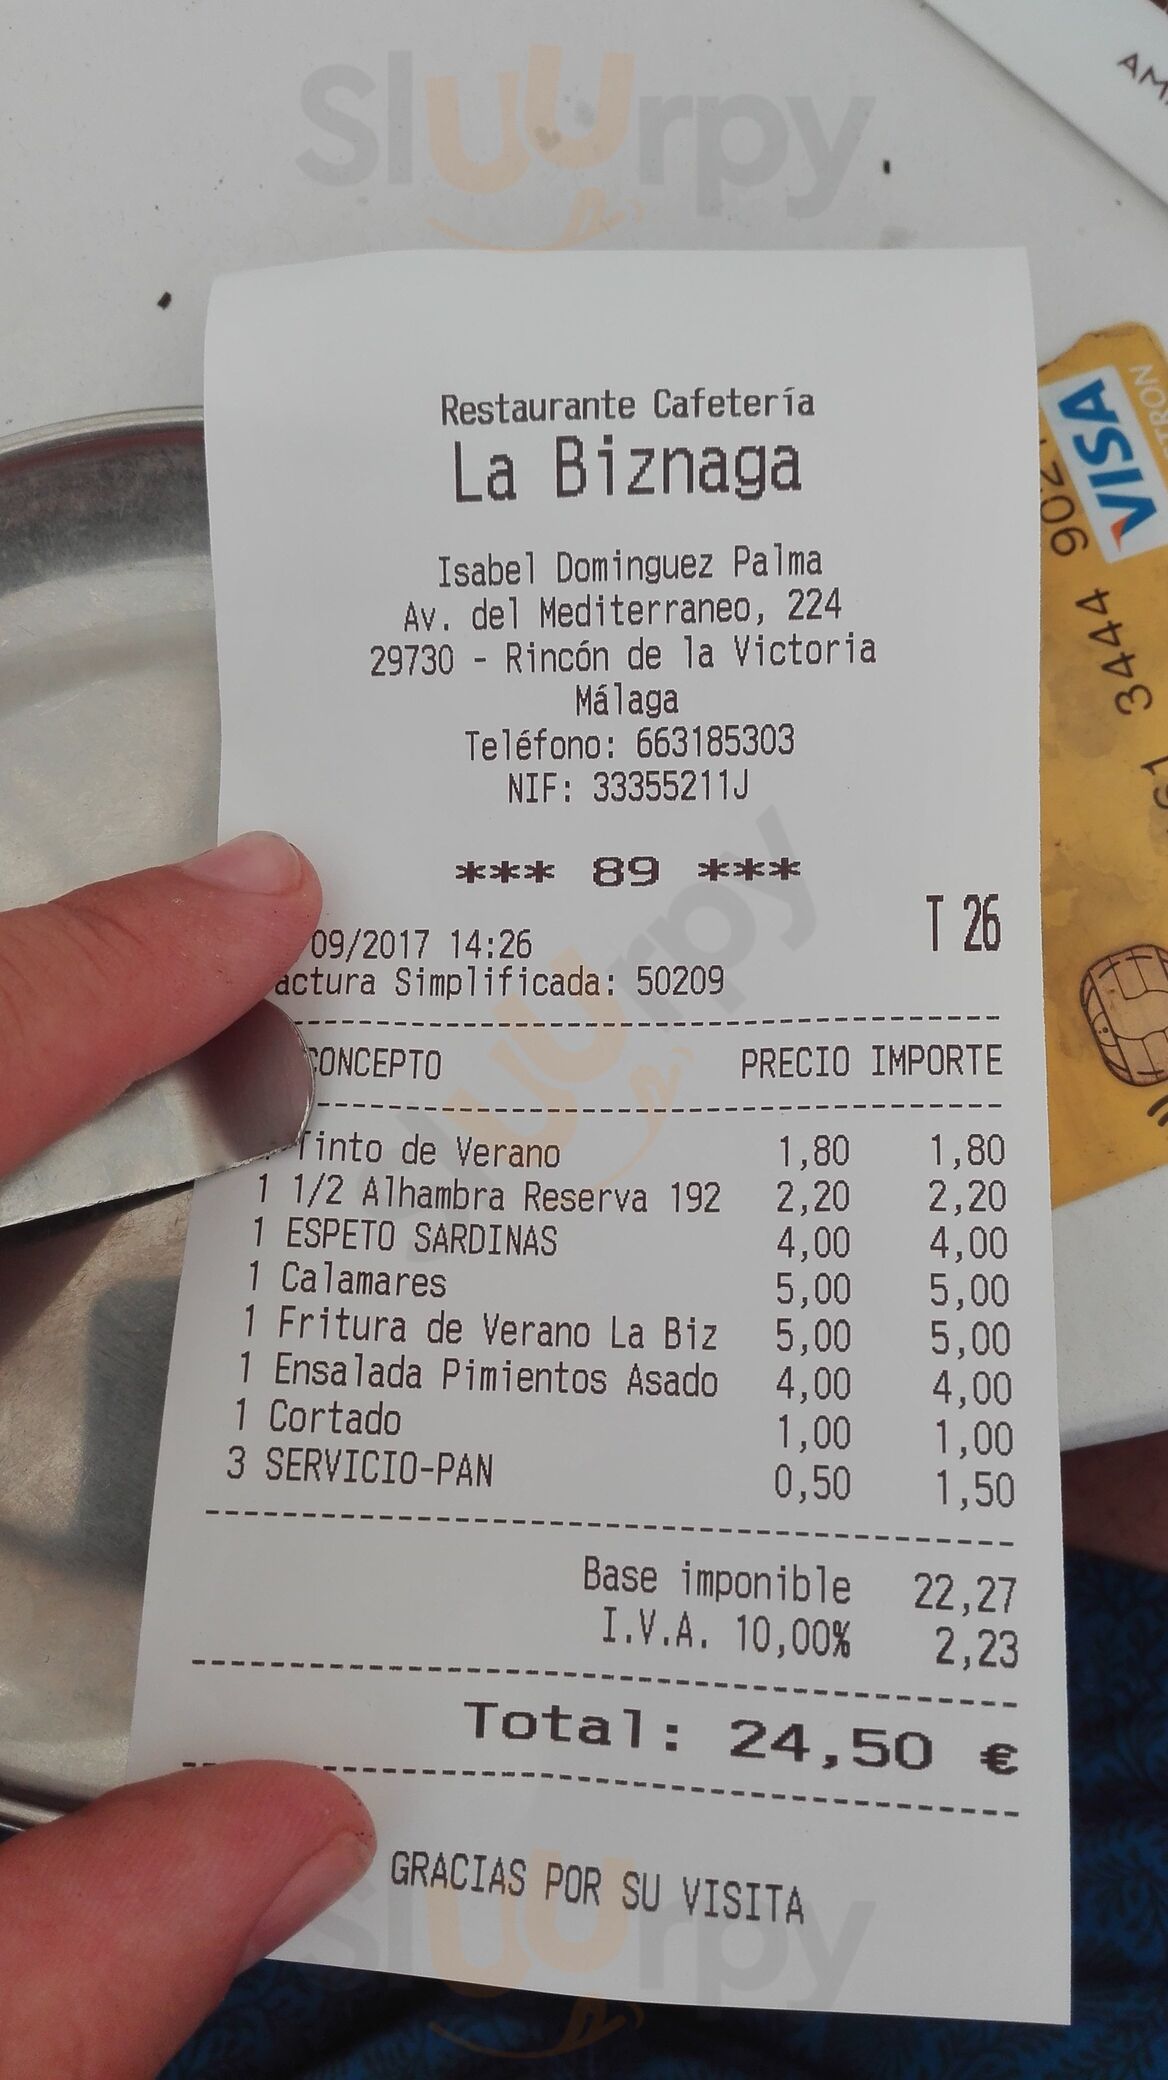 Sluurpy
AM
Restaurante Cafetería
La Biznaga
Isabel Dominguez Palma
Av. del Mediterraneo, 224
29730 - Rincón de la Victoria
Málaga
Teléfono: 663185303
NIF: 33355211J
*** 89 ***
T 26
09/2017 14:26
actura Simplificada: 50209
CONCEPTO PRECIO IMPORTE
Tinto de Verano 1,80 1,80
1 1/2 Alhambra Reserva 192 2,20 2,20
1 ESPETO SARDINAS 4,00 4,00
1 Calamares 5,00 5,00
1 Fritura de Verano La Biz 5,00 5,00
1 Ensalada Pimientos Asado 4,00 4,00
1 Cortado 1,00 1,00
3 SERVICIO-PAN 0,50 1,50
Base imponible 22,27
I.V.A. 10,00% 2,23
Total: 24,50 €
GRACIAS POR SU VISITA
VISA
TRON
Sluurpy
Sluurpy